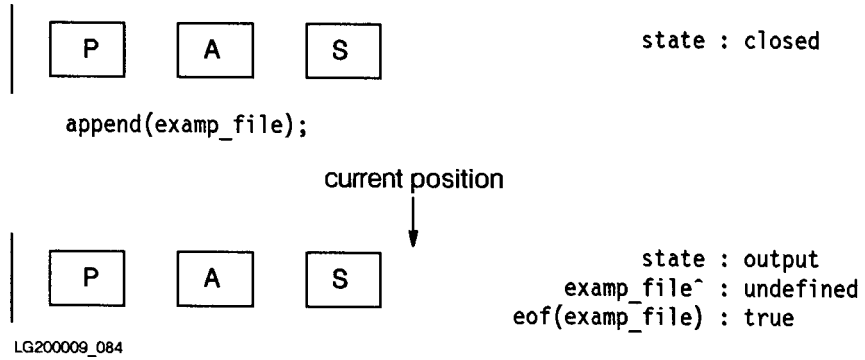 P A S state : closed
append(examp_file);
current position
P A S state : output
examp_file^ : undefined
eof(examp_file) : true
LG200009_084